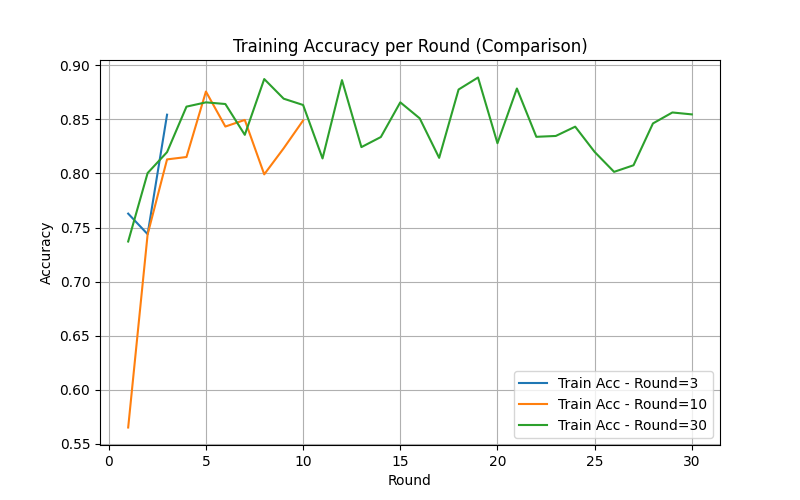 Training Accuracy per Round (Comparison)
Accuracy
0.90
0.85
0.80
0.75
0.70
0.65
0.60
0.55
0 5 10 15 20 25 30
Round
Train Acc - Round=3
Train Acc - Round=10
Train Acc - Round=30